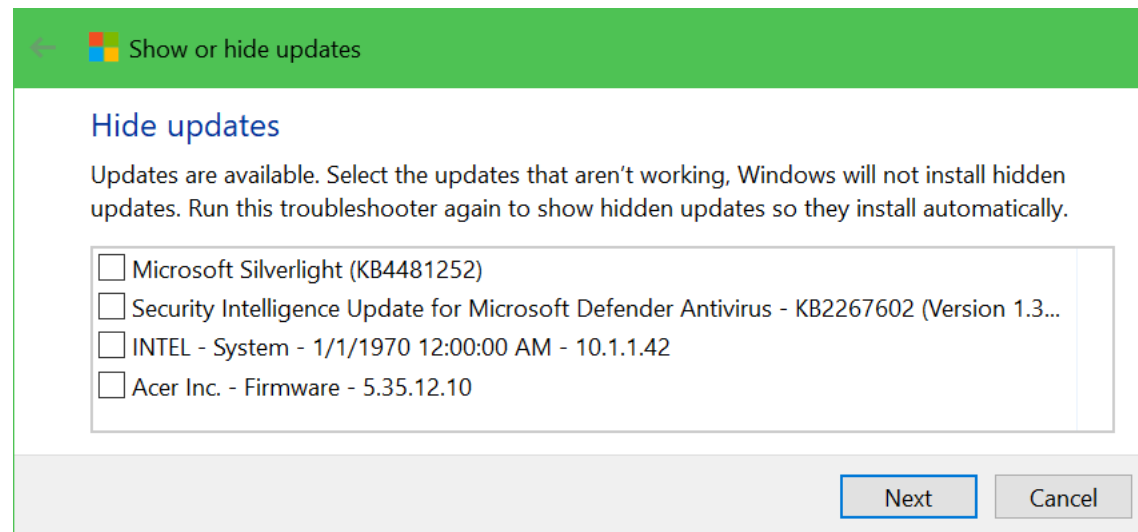 Show or hide updates
Hide updates
Updates are available. Select the updates that aren’t working, Windows will not install hidden
updates. Run this troubleshooter again to show hidden updates so they install automatically.
Microsoft Silverlight (KB4481252)
Security Intelligence Update for Microsoft Defender Antivirus - KB2267602 (Version 1.3...
INTEL - System - 1/1/1970 12:00:00 AM - 10.1.1.42
Acer Inc. - Firmware - 5.35.12.10
Next Cancel